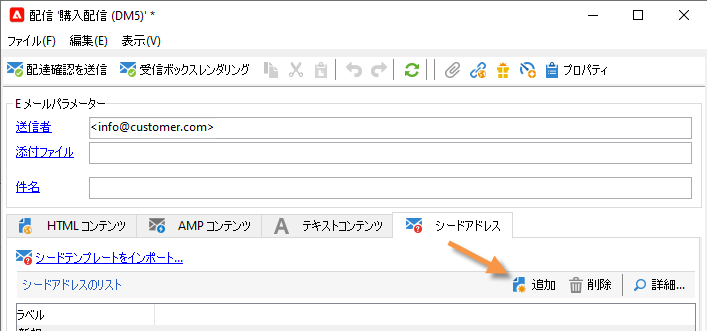 配信 '購入配信 (DM5)' *
ファイル(F) 編集(E) 表示(V)
配達確認を送信 受信ボックスレンダリング プロパティ
Eメールパラメーター
送信者 <info@customer.com>
添付ファイル
件名
HTML コンテンツ AMP コンテンツ テキストコンテンツ シードアドレス
シードテンプレートをインポート...
シードアドレスのリスト 追加 削除 詳細...
ラベル